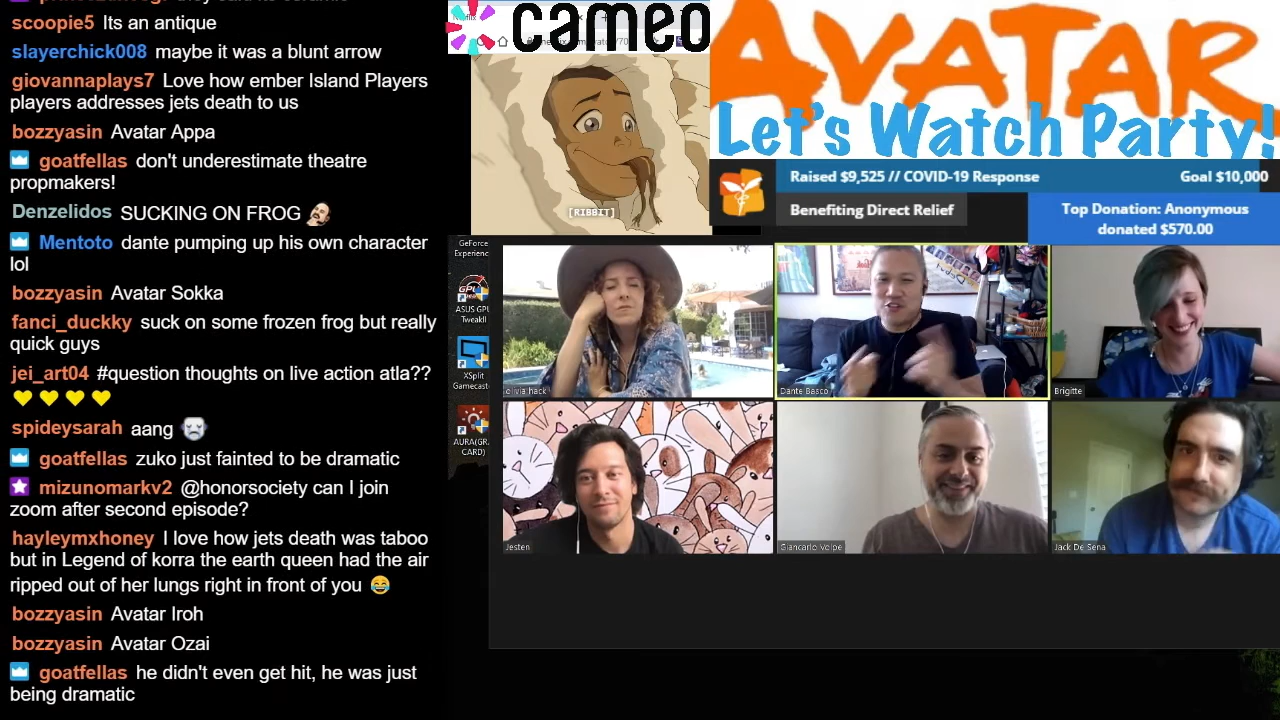 scoopie5 Its an antique
slayerchick008 maybe it was a blunt arrow
giovannaplays7 Love how ember Island Players
players addresses jets death to us
bozzyasin Avatar Appa
goatfellas don't underestimate theatre
propmakers!
Denzelidos SUCKING ON FROG
Mentoto dante pumping up his own character
lol
bozzyasin Avatar Sokka
fanci_duckky suck on some frozen frog but really
quick guys
jei_art04 #question thoughts on live action atla??
spideysarah aang
goatfellas zuko just fainted to be dramatic
mizunomarkv2 @honorsociety can I join
zoom after second episode?
hayleymxhoney I love how jets death was taboo
but in Legend of korra the earth queen had the air
ripped out of her lungs right in front of you 😂
bozzyasin Avatar Iroh
bozzyasin Avatar Ozai
goatfellas he didn't even get hit, he was just
being dramatic
cameo
[RIBBIT]
AVATAR
Let's Watch Party!
Raised $9,525 // COVID-19 Response
Goal $10,000
Benefiting Direct Relief
Top Donation: Anonymous
donated $570.00
GeForce
Experience
ASUS GPU
TweakII
XSplit
Gamecast
AURA(GRA
CARD)
olivia hack
Dante Basco
Brigitte
Jesten
Giancarlo Volpe
Jack De Sena